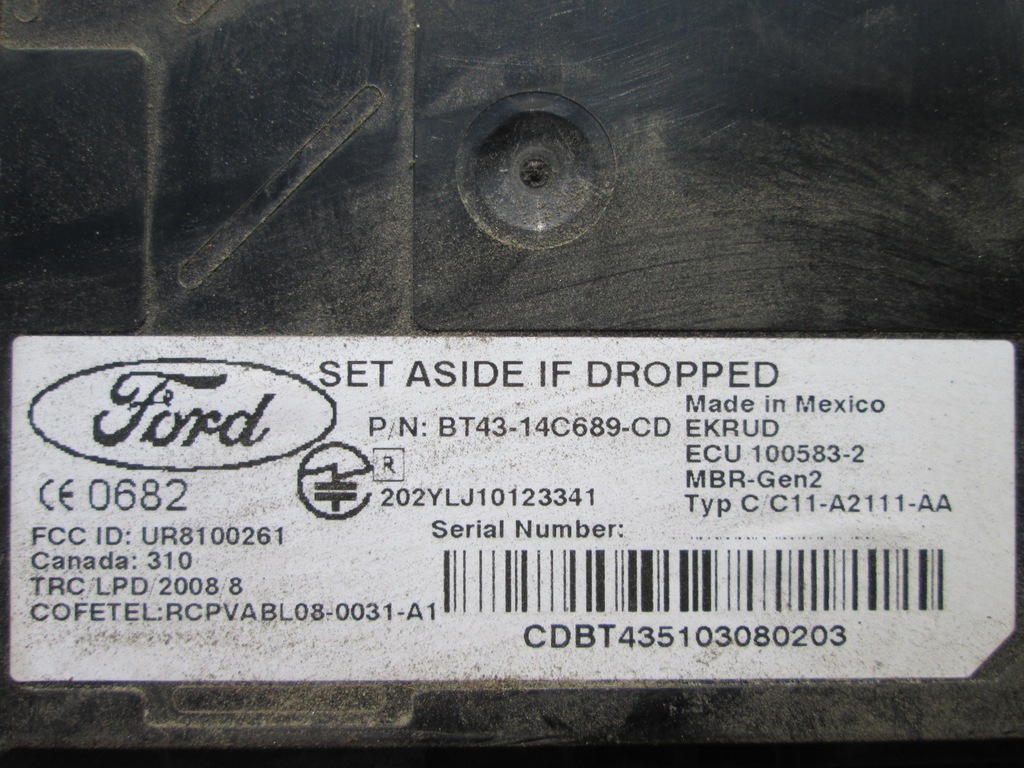 Ford
SET ASIDE IF DROPPED
P/N: BT43-14C689-CD
Made in Mexico
EKRUD
ECU 100583-2
MBR-Gen2
Typ C/C11-A2111-AA
CE 0682
R
202YLJ10123341
FCC ID: UR8100261
Canada: 310
TRC/LPD/2008/8
COFETEL:RCPVABL08-0031-A1
Serial Number:
CDBT435103080203